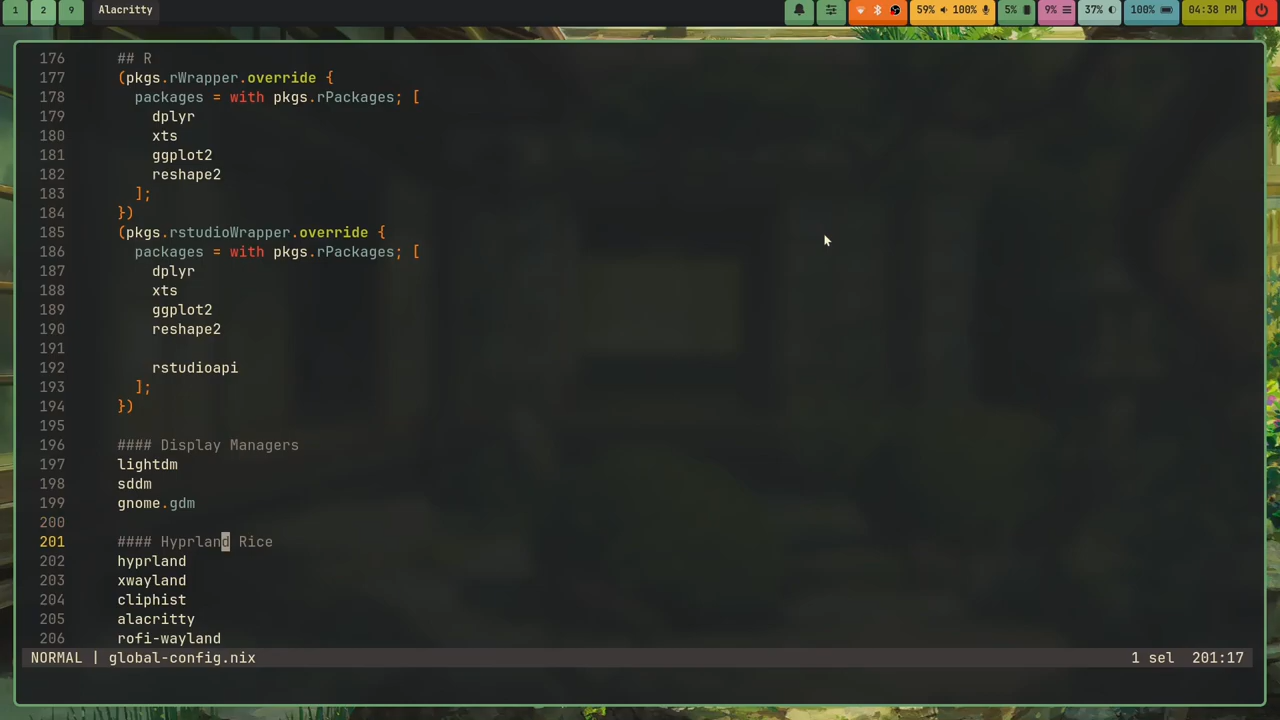 1 2 9 Alacritty 59% 100% 5% 9% 37% 100% 04:38 PM
176 ## R
177 (pkgs.rWrapper.override {
178 packages = with pkgs.rPackages; [
179 dplyr
180 xts
181 ggplot2
182 reshape2
183 ];
184 })
185 (pkgs.rstudioWrapper.override {
186 packages = with pkgs.rPackages; [
187 dplyr
188 xts
189 ggplot2
190 reshape2
191
192 rstudioapi
193 ];
194 })
195
196 #### Display Managers
197 lightdm
198 sddm
199 gnome.gdm
200
201 #### Hyprland Rice
202 hyprland
203 xwayland
204 cliphist
205 alacritty
206 rofi-wayland
NORMAL | global-config.nix 1 sel 201:17